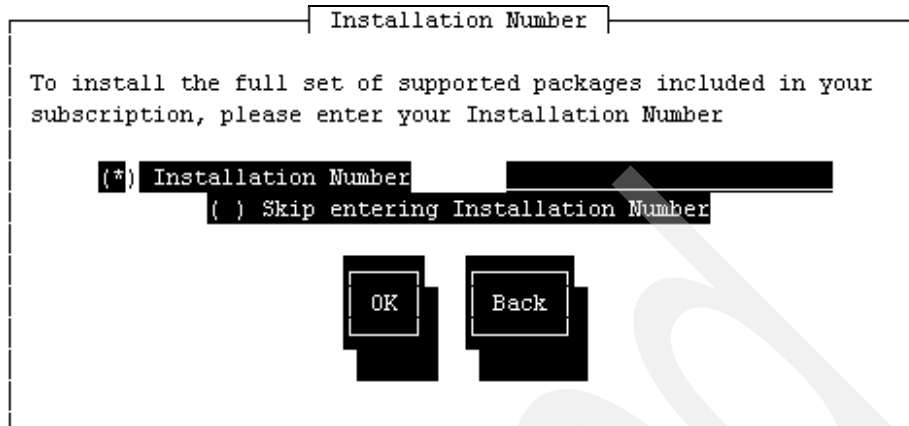 Installation Number
To install the full set of supported packages included in your
subscription, please enter your Installation Number
(*) Installation Number
( ) Skip entering Installation Number
OK Back